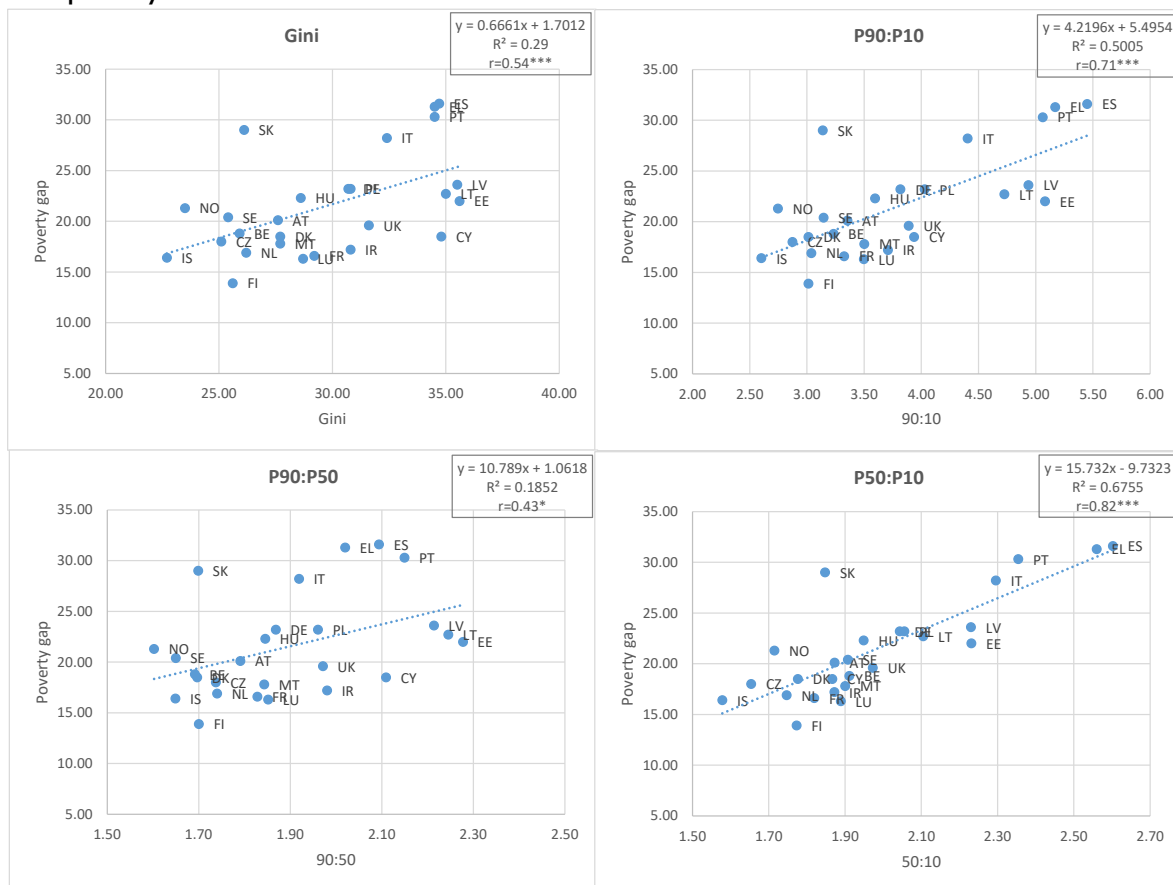 Gini
y = 0.6661x + 1.7012
R² = 0.29
r=0.54***
Poverty gap
35.00
30.00
25.00
20.00
15.00
10.00
5.00
ES
EL
PT
SK
IT
HU
DE
PL
LV
LT
EE
NO
SE
AT
UK
BE
DK
CZ
MT
CY
NL
IR
IS
LU
FR
FI
20.00 25.00 30.00 35.00 40.00
Gini
P90:P10
y = 4.2196x + 5.4954
R² = 0.5005
r=0.71***
Poverty gap
35.00
30.00
25.00
20.00
15.00
10.00
5.00
EL
ES
PT
SK
IT
DE
PL
LV
HU
LT
EE
NO
SE
AT
UK
DK
BE
CY
CZ
MT
NL
IR
IS
FR
LU
FI
2.00 2.50 3.00 3.50 4.00 4.50 5.00 5.50 6.00
90:10
P90:P50
y = 10.789x + 1.0618
R² = 0.1852
r=0.43*
Poverty gap
35.00
30.00
25.00
20.00
15.00
10.00
5.00
EL
ES
PT
SK
IT
DE
PL
LV
HU
LT
EE
NO
SE
AT
UK
BE
DK
CZ
CY
MT
NL
IR
IS
FR
LU
FI
1.50 1.70 1.90 2.10 2.30 2.50
90:50
P50:P10
y = 15.732x - 9.7323
R² = 0.6755
r=0.82***
Poverty gap
35.00
30.00
25.00
20.00
15.00
10.00
5.00
EL
ES
PT
SK
IT
DE
PL
LV
HU
LT
EE
NO
SE
AT
UK
BE
DK
CY
CZ
MT
IR
NL
FR
IS
LU
FI
1.50 1.70 1.90 2.10 2.30 2.50 2.70
50:10